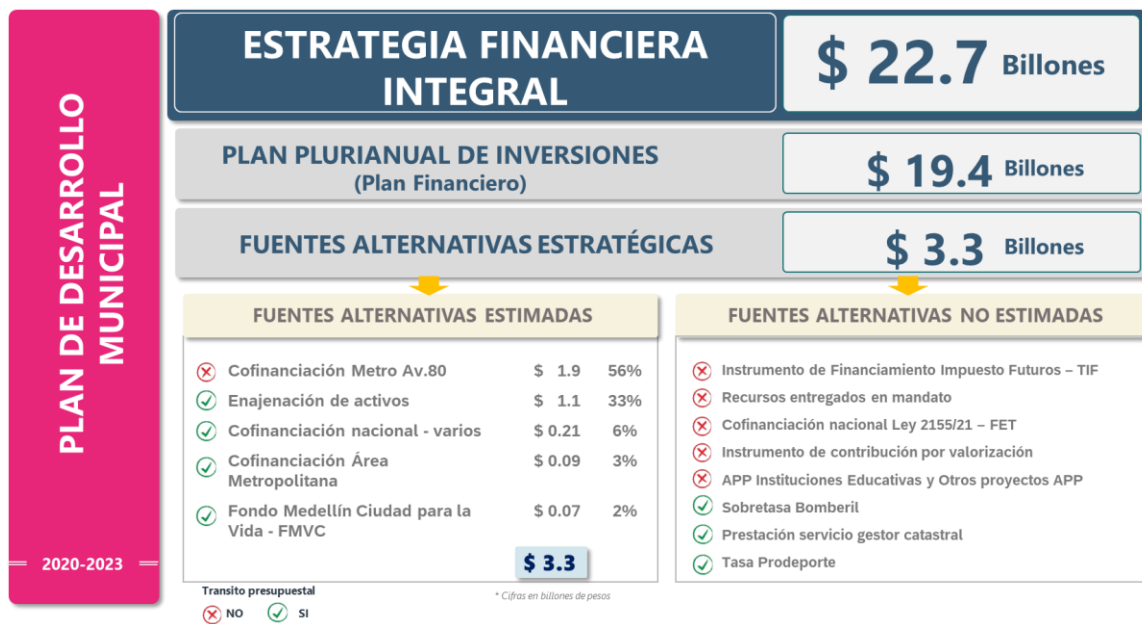 PLAN DE DESARROLLO
MUNICIPAL
2020-2023
ESTRATEGIA FINANCIERA
INTEGRAL
$ 22.7 Billones
PLAN PLURIANUAL DE INVERSIONES
(Plan Financiero)
$ 19.4 Billones
FUENTES ALTERNATIVAS ESTRATÉGICAS
$ 3.3 Billones
FUENTES ALTERNATIVAS ESTIMADAS
Cofinanciación Metro Av.80 $ 1.9 56%
Enajenación de activos $ 1.1 33%
Cofinanciación nacional - varios $ 0.21 6%
Cofinanciación Área
Metropolitana $ 0.09 3%
Fondo Medellín Ciudad para la
Vida - FMVC $ 0.07 2%
$ 3.3
FUENTES ALTERNATIVAS NO ESTIMADAS
Instrumento de Financiamiento Impuesto Futuros – TIF
Recursos entregados en mandato
Cofinanciación nacional Ley 2155/21 – FET
Instrumento de contribución por valorización
APP Instituciones Educativas y Otros proyectos APP
Sobretasa Bomberil
Prestación servicio gestor catastral
Tasa Prodeporte
Transito presupuestal
NO SI
* Cifras en billones de pesos